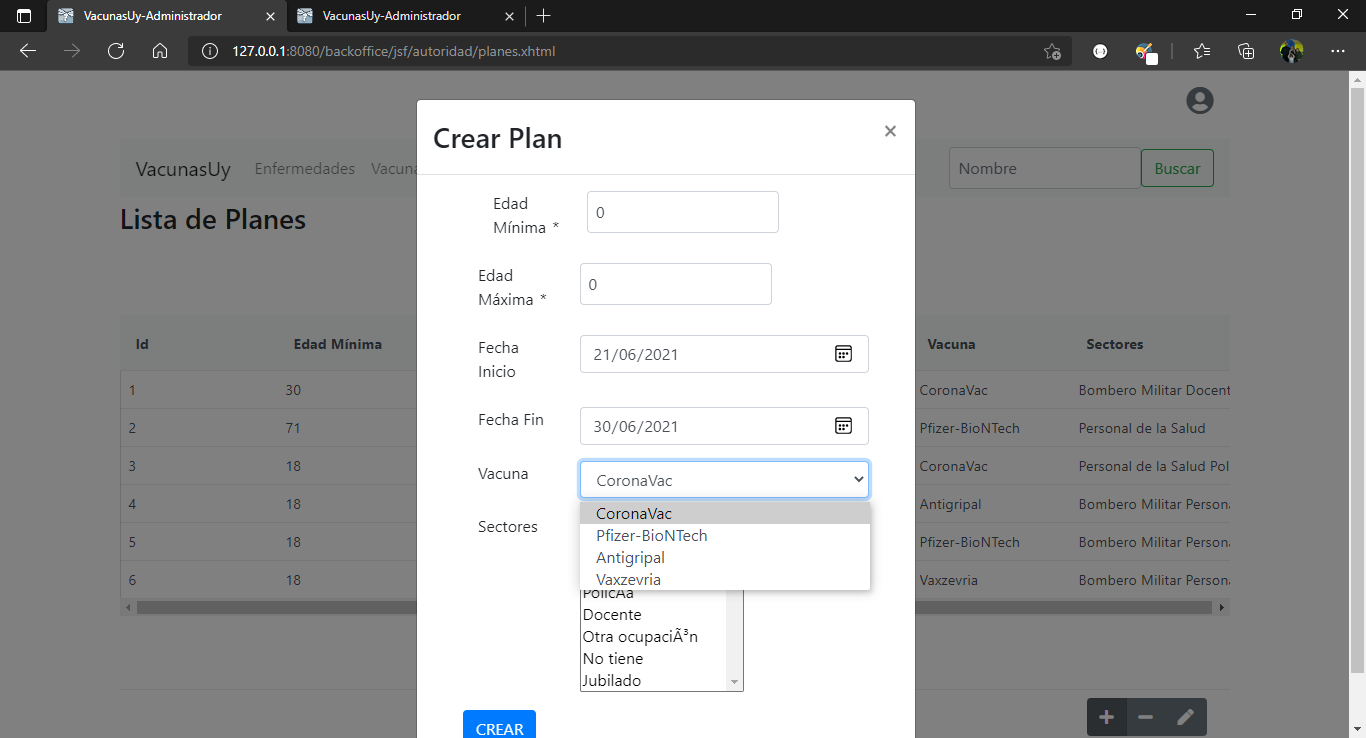 VacunasUy-Administrador
VacunasUy-Administrador
127.0.0.1:8080/backoffice/jsf/autoridad/planes.xhtml
VacunasUy
Enfermedades
Nombre
Buscar
Lista de Planes
Id
Edad Mínima
Vacuna
Sectores
1
30
CoronaVac
Bombero Militar Docent
2
71
Pfizer-BioNTech
Personal de la Salud
3
18
CoronaVac
Personal de la Salud Pol
4
18
Antigripal
Bombero Militar Person
5
18
Pfizer-BioNTech
Bombero Militar Person
6
18
Vaxzevria
Bombero Militar Person
Crear Plan
×
Edad
Mínima *
0
Edad
Máxima *
0
Fecha
Inicio
21/06/2021
Fecha Fin
30/06/2021
Vacuna
CoronaVac
CoronaVac
Pfizer-BioNTech
Antigripal
Vaxzevria
Sectores
PolicÃ­a
Docente
Otra ocupaciÃ³n
No tiene
Jubilado
CREAR